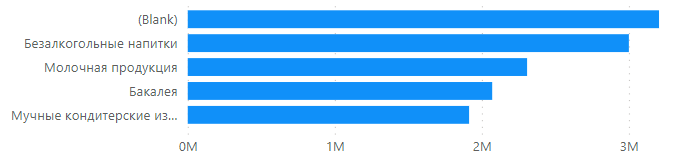 (Blank)
Безалкогольные напитки
Молочная продукция
Бакалея
Мучные кондитерские из...
0M 1M 2M 3M